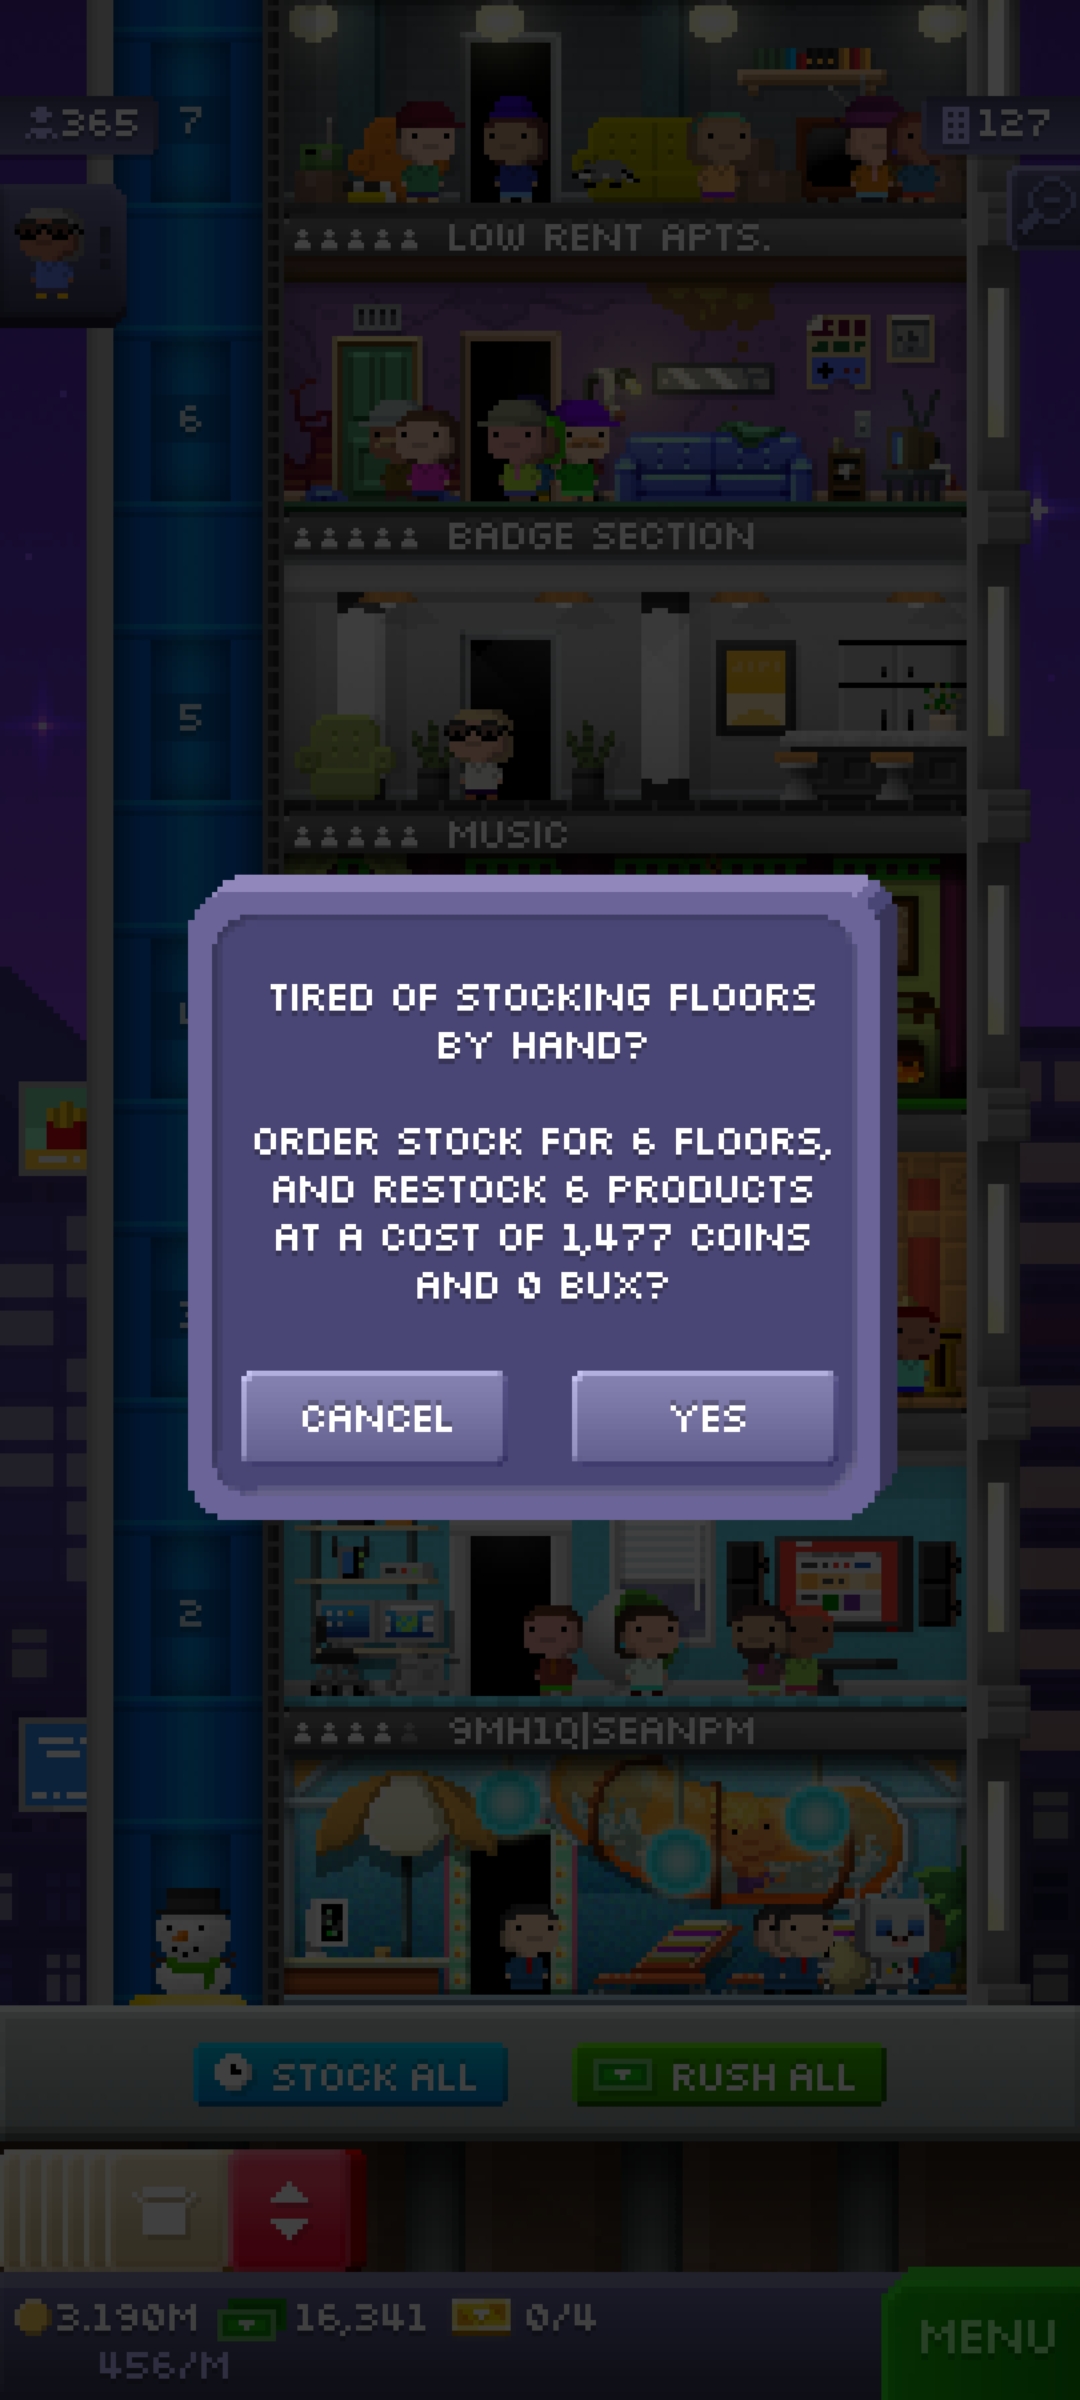 365
7
127
LOW RENT APTS.
6
BADGE SECTION
5
MUSIC
TIRED OF STOCKING FLOORS
BY HAND?
ORDER STOCK FOR 6 FLOORS,
AND RESTOCK 6 PRODUCTS
AT A COST OF 1,477 COINS
AND 0 BUX?
CANCEL
YES
2
9MH1Q|SEANPM
STOCK ALL
RUSH ALL
3.190M
16,341
0/4
456/M
MENU